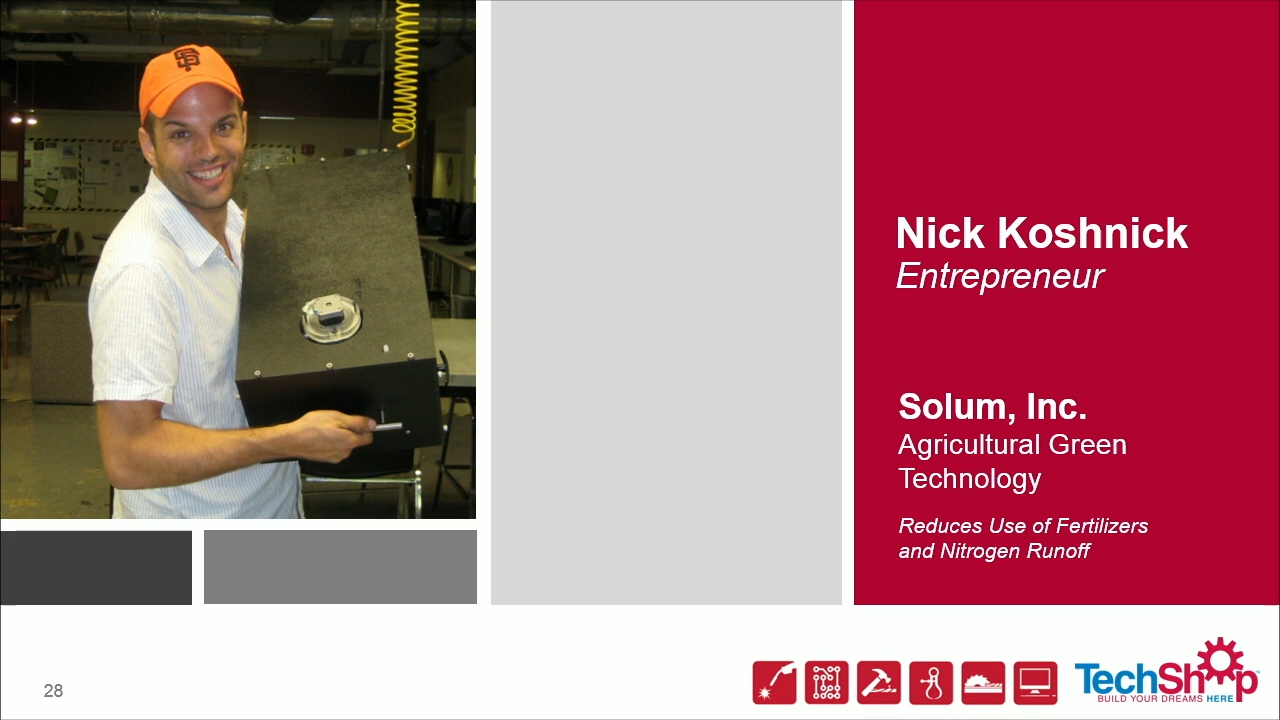 SF
Nick Koshnick
Entrepreneur
Solum, Inc.
Agricultural Green
Technology
Reduces Use of Fertilizers
and Nitrogen Runoff
28
TechShop
BUILD YOUR DREAMS HERE